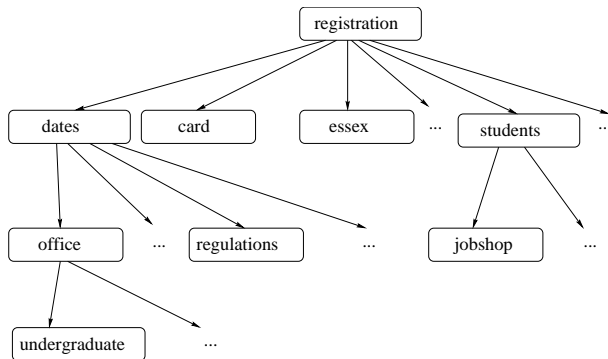 registration
dates
card
essex
...
students
...
office
...
regulations
...
jobshop
...
undergraduate
...